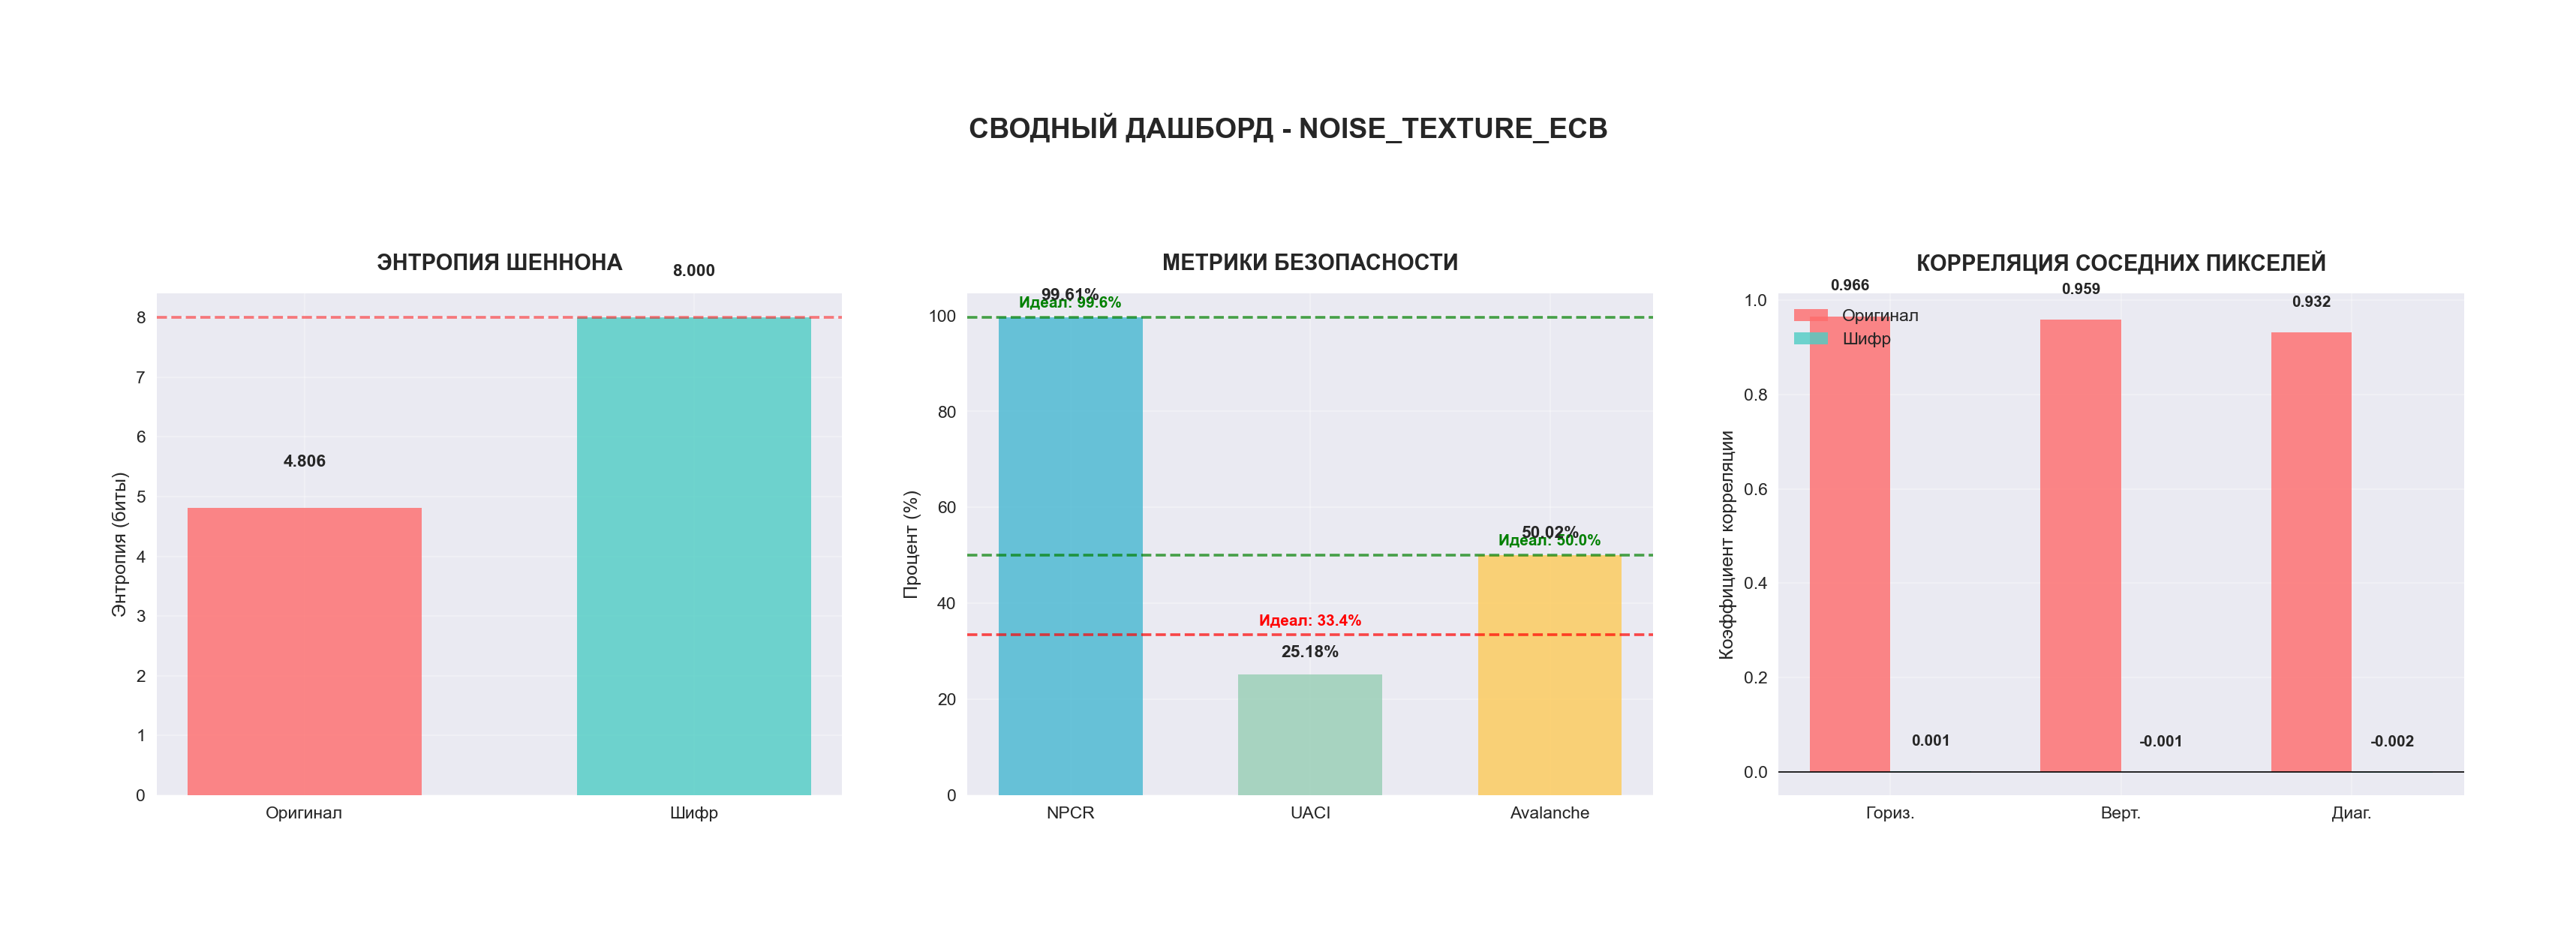 СВОДНЫЙ ДАШБОРД - NOISE_TEXTURE_ECB
ЭНТРОПИЯ ШЕННОНА
8.000
4.806
Энтропия (биты)
8
7
6
5
4
3
2
1
0
Оригинал
Шифр
МЕТРИКИ БЕЗОПАСНОСТИ
99.61%
Идеал: 99.6%
50.02%
Идеал: 50.0%
Идеал: 33.4%
25.18%
Процент (%)
100
80
60
40
20
0
NPCR
UACI
Avalanche
КОРРЕЛЯЦИЯ СОСЕДНИХ ПИКСЕЛЕЙ
0.966
0.959
0.932
Оригинал
Шифр
0.001
-0.001
-0.002
Коэффициент корреляции
1.0
0.8
0.6
0.4
0.2
0.0
Гориз.
Верт.
Диаг.